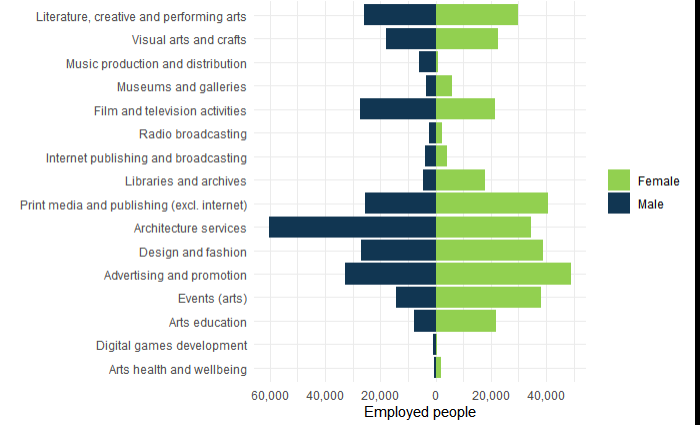 Literature, creative and performing arts
Visual arts and crafts
Music production and distribution
Museums and galleries
Film and television activities
Radio broadcasting
Internet publishing and broadcasting
Libraries and archives
Print media and publishing (excl. internet)
Architecture services
Design and fashion
Advertising and promotion
Events (arts)
Arts education
Digital games development
Arts health and wellbeing
60,000 40,000 20,000 0 20,000 40,000
Employed people
Female
Male